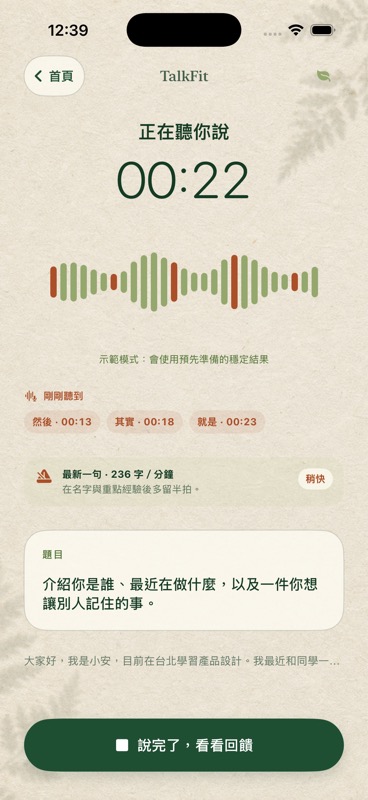 12:39
首頁
TalkFit
正在聽你說
00:22
示範模式：會使用預先準備的穩定結果
剛剛聽到
然後 · 00:13 其實 · 00:18 就是 · 00:23
最新一句 · 236 字 / 分鐘
在名字與重點經驗後多留半拍。
稍快
題目
介紹你是誰、最近在做什麼，以及一件你想
讓別人記住的事。
大家好，我是小安，目前在台北學習產品設計。我最近和同學一...
說完了，看看回饋